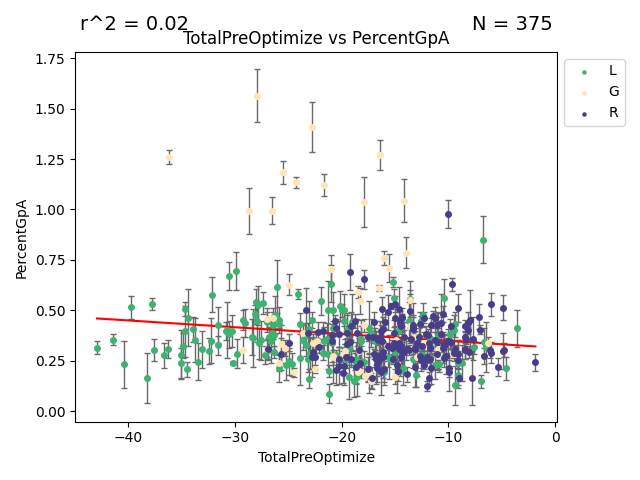 r^2 = 0.02 N = 375
TotalPreOptimize vs PercentGpA
1.75
1.50
1.25
1.00
0.75
0.50
0.25
0.00
PercentGpA
−40 −30 −20 −10 0
TotalPreOptimize
L
G
R